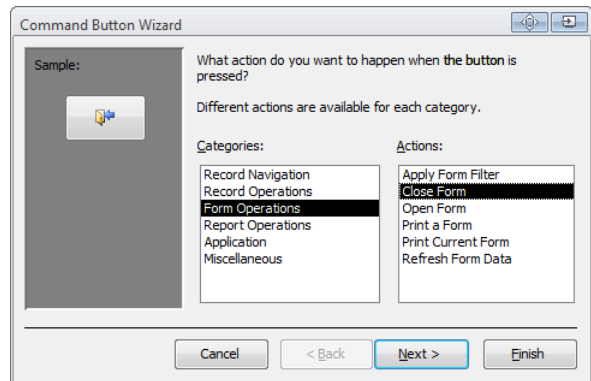 Command Button Wizard
Sample:
What action do you want to happen when the button is
pressed?
Different actions are available for each category.
Categories:
Record Navigation
Record Operations
Form Operations
Report Operations
Application
Miscellaneous
Actions:
Apply Form Filter
Close Form
Open Form
Print a Form
Print Current Form
Refresh Form Data
Cancel
< Back
Next >
Finish